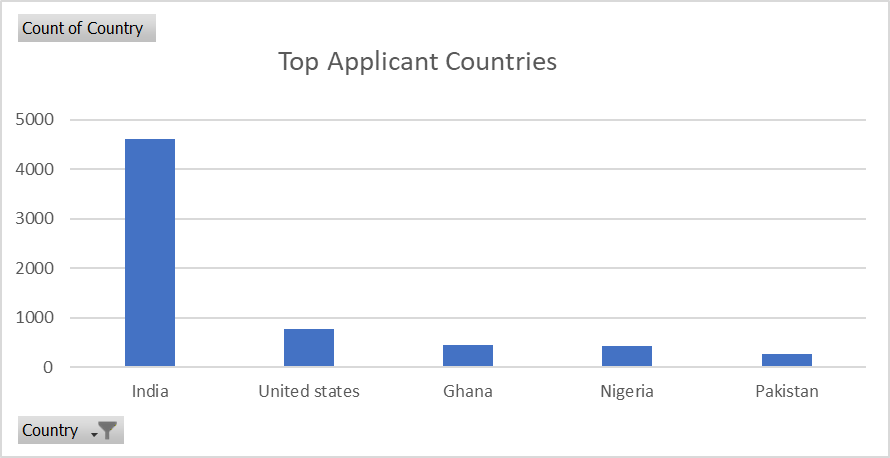 Count of Country
Top Applicant Countries
5000
4000
3000
2000
1000
0
India United states Ghana Nigeria Pakistan
Country